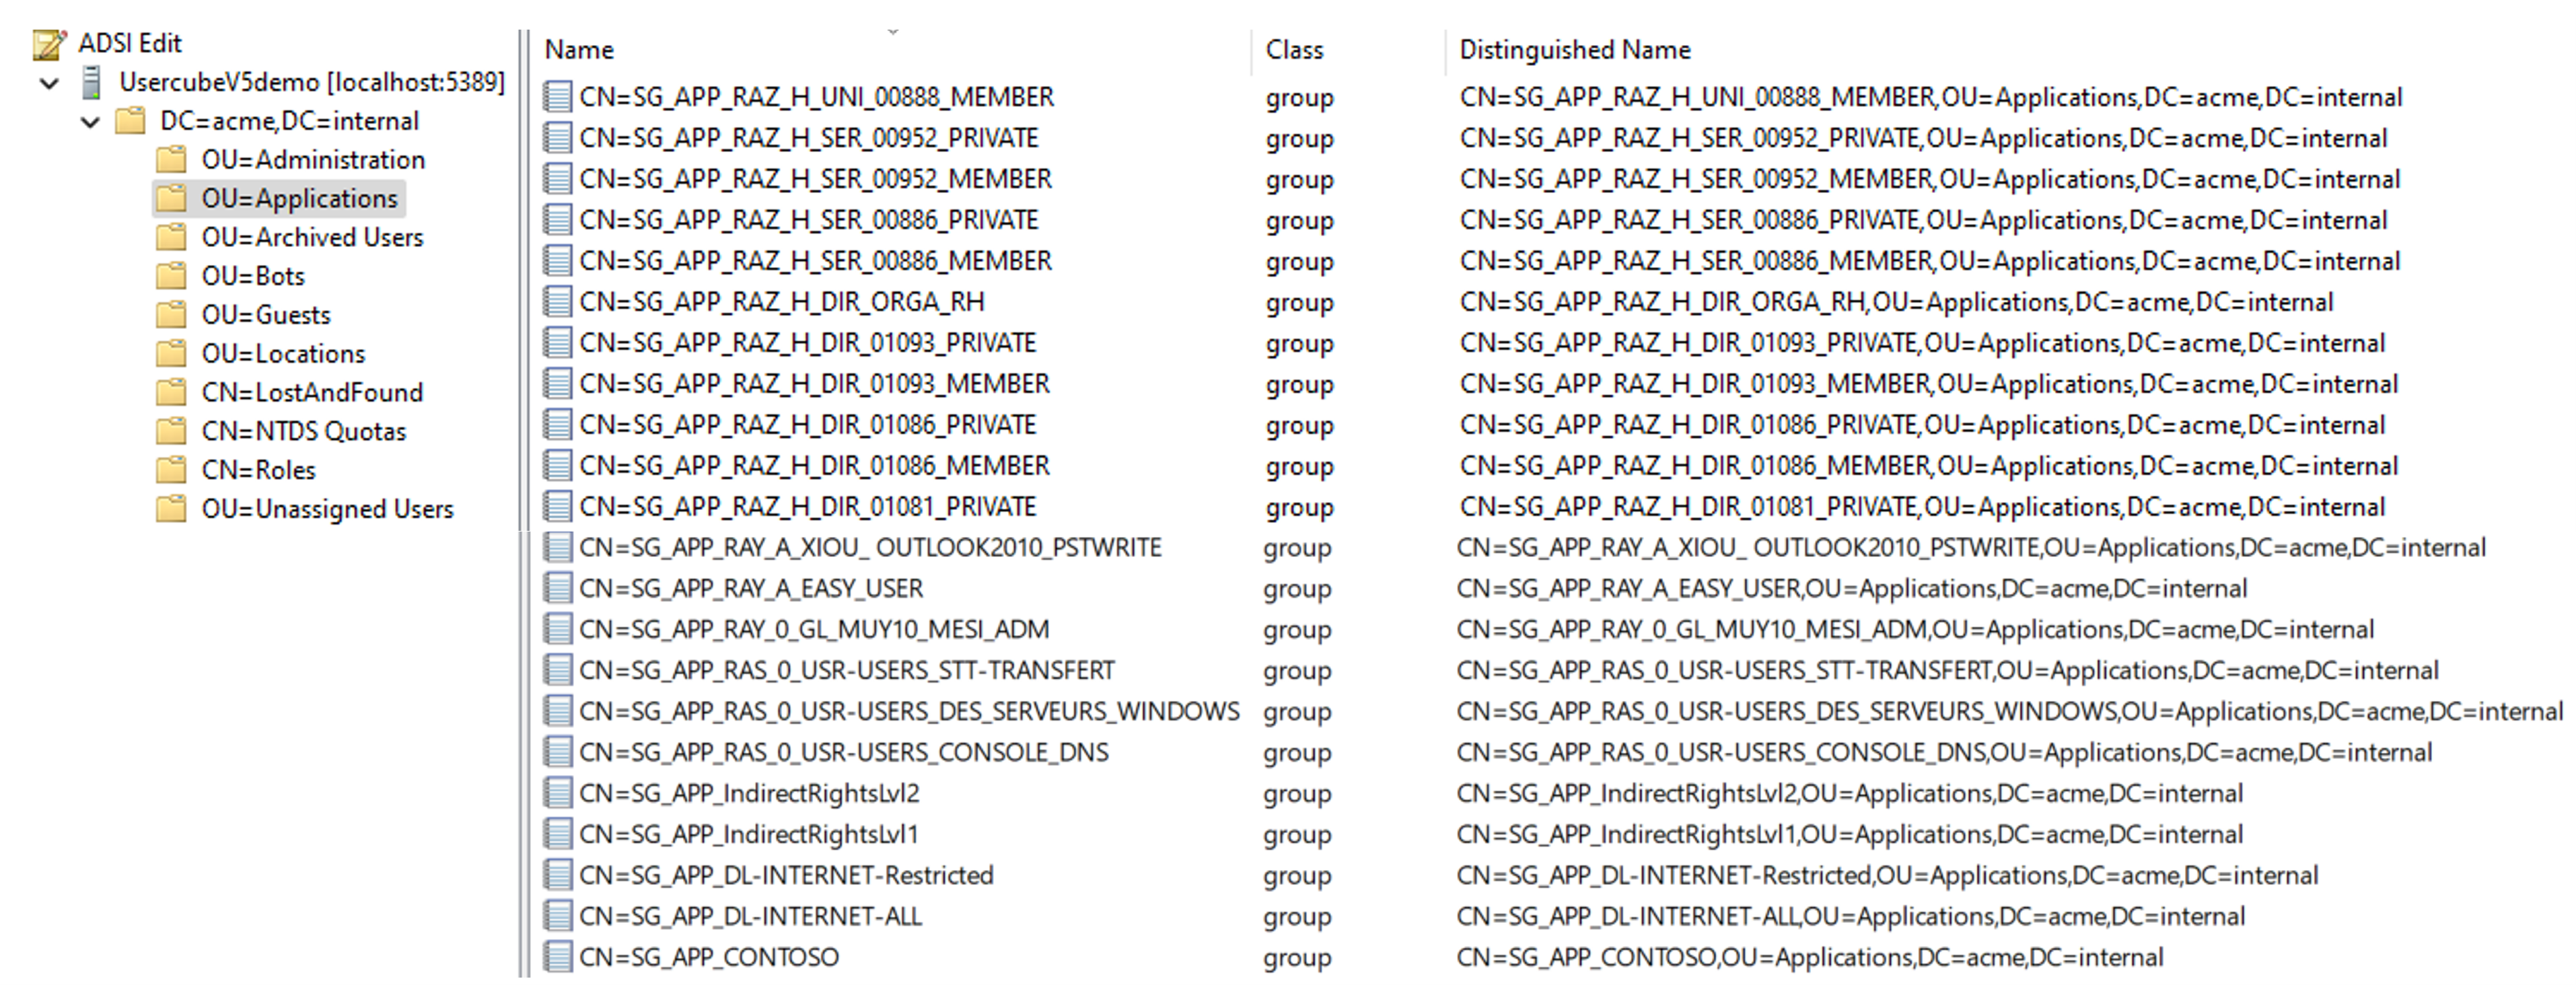 ADSI Edit
UsercubeV5demo [localhost:5389]
DC=acme,DC=internal
OU=Administration
OU=Applications
OU=Archived Users
OU=Bots
OU=Guests
OU=Locations
CN=LostAndFound
CN=NTDS Quotas
CN=Roles
OU=Unassigned Users
Name Class Distinguished Name
CN=SG_APP_RAZ_H_UNI_00888_MEMBER group CN=SG_APP_RAZ_H_UNI_00888_MEMBER,OU=Applications,DC=acme,DC=internal
CN=SG_APP_RAZ_H_SER_00952_PRIVATE group CN=SG_APP_RAZ_H_SER_00952_PRIVATE,OU=Applications,DC=acme,DC=internal
CN=SG_APP_RAZ_H_SER_00952_MEMBER group CN=SG_APP_RAZ_H_SER_00952_MEMBER,OU=Applications,DC=acme,DC=internal
CN=SG_APP_RAZ_H_SER_00886_PRIVATE group CN=SG_APP_RAZ_H_SER_00886_PRIVATE,OU=Applications,DC=acme,DC=internal
CN=SG_APP_RAZ_H_SER_00886_MEMBER group CN=SG_APP_RAZ_H_SER_00886_MEMBER,OU=Applications,DC=acme,DC=internal
CN=SG_APP_RAZ_H_DIR_ORGA_RH group CN=SG_APP_RAZ_H_DIR_ORGA_RH,OU=Applications,DC=acme,DC=internal
CN=SG_APP_RAZ_H_DIR_01093_PRIVATE group CN=SG_APP_RAZ_H_DIR_01093_PRIVATE,OU=Applications,DC=acme,DC=internal
CN=SG_APP_RAZ_H_DIR_01093_MEMBER group CN=SG_APP_RAZ_H_DIR_01093_MEMBER,OU=Applications,DC=acme,DC=internal
CN=SG_APP_RAZ_H_DIR_01086_PRIVATE group CN=SG_APP_RAZ_H_DIR_01086_PRIVATE,OU=Applications,DC=acme,DC=internal
CN=SG_APP_RAZ_H_DIR_01086_MEMBER group CN=SG_APP_RAZ_H_DIR_01086_MEMBER,OU=Applications,DC=acme,DC=internal
CN=SG_APP_RAZ_H_DIR_01081_PRIVATE group CN=SG_APP_RAZ_H_DIR_01081_PRIVATE,OU=Applications,DC=acme,DC=internal
CN=SG_APP_RAY_A_XIOU_ OUTLOOK2010_PSTWRITE group CN=SG_APP_RAY_A_XIOU_ OUTLOOK2010_PSTWRITE,OU=Applications,DC=acme,DC=internal
CN=SG_APP_RAY_A_EASY_USER group CN=SG_APP_RAY_A_EASY_USER,OU=Applications,DC=acme,DC=internal
CN=SG_APP_RAY_0_GL_MUY10_MESI_ADM group CN=SG_APP_RAY_0_GL_MUY10_MESI_ADM,OU=Applications,DC=acme,DC=internal
CN=SG_APP_RAS_0_USR-USERS_STT-TRANSFERT group CN=SG_APP_RAS_0_USR-USERS_STT-TRANSFERT,OU=Applications,DC=acme,DC=internal
CN=SG_APP_RAS_0_USR-USERS_DES_SERVEURS_WINDOWS group CN=SG_APP_RAS_0_USR-USERS_DES_SERVEURS_WINDOWS,OU=Applications,DC=acme,DC=internal
CN=SG_APP_RAS_0_USR-USERS_CONSOLE_DNS group CN=SG_APP_RAS_0_USR-USERS_CONSOLE_DNS,OU=Applications,DC=acme,DC=internal
CN=SG_APP_IndirectRightsLvl2 group CN=SG_APP_IndirectRightsLvl2,OU=Applications,DC=acme,DC=internal
CN=SG_APP_IndirectRightsLvl1 group CN=SG_APP_IndirectRightsLvl1,OU=Applications,DC=acme,DC=internal
CN=SG_APP_DL-INTERNET-Restricted group CN=SG_APP_DL-INTERNET-Restricted,OU=Applications,DC=acme,DC=internal
CN=SG_APP_DL-INTERNET-ALL group CN=SG_APP_DL-INTERNET-ALL,OU=Applications,DC=acme,DC=internal
CN=SG_APP_CONTOSO group CN=SG_APP_CONTOSO,OU=Applications,DC=acme,DC=internal